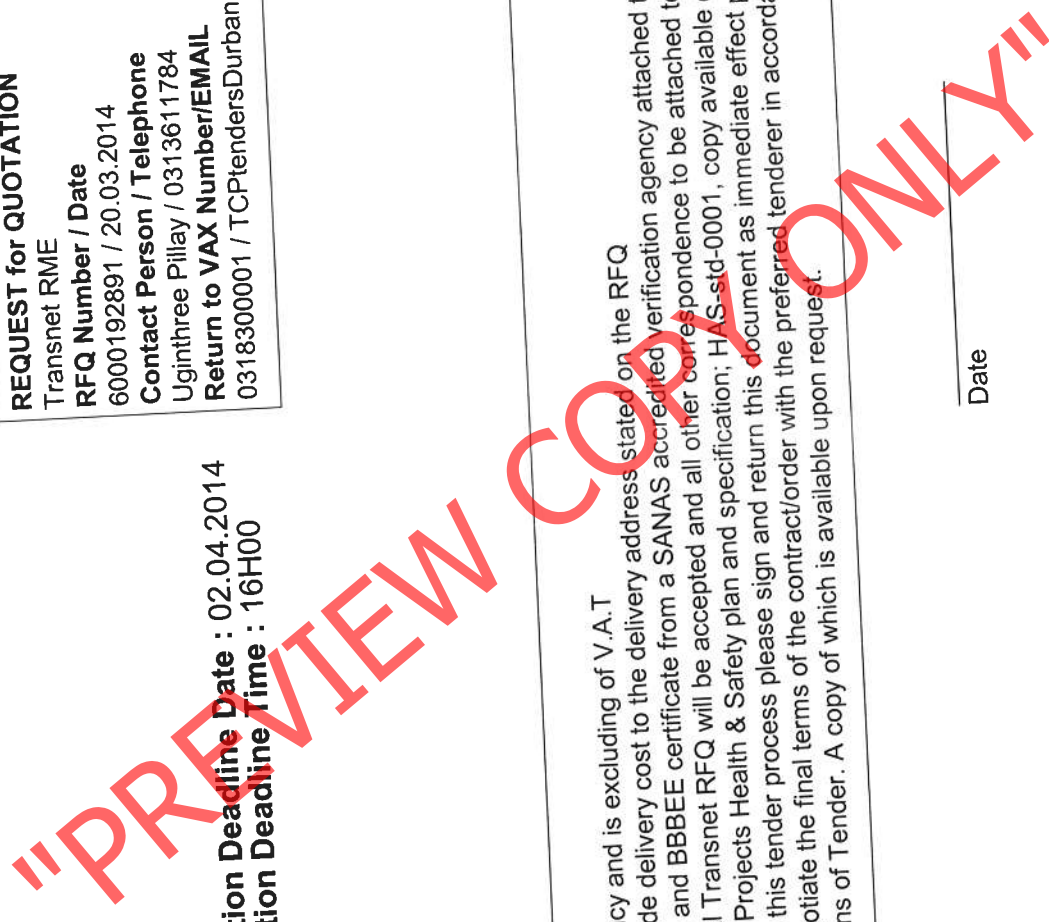 REQUEST for QUOTATION
Transnet RME
RFQ Number / Date
6000192891 / 20.03.2014
Contact Person / Telephone
Uginthree Pillay / 0313611784
Return to VAX Number/EMAIL
0318300001 / TCPtendersDurban
tion Deadline Date : 02.04.2014
tion Deadline Time : 16H00
cy and is excluding of V.A.T
de delivery cost to the delivery address stated on the RFQ
and BBBEE certificate from a SANAS accredited verification agency attached t
l Transnet RFQ will be accepted and all other correspondence to be attached to
Projects Health & Safety plan and specification; HAS-std-0001, copy available
this tender process please sign and return this document as immediate effect p
otiate the final terms of the contract/order with the preferred tenderer in accorda
ns of Tender. A copy of which is available upon request.
Date
"PREVIEW COPY ONLY"